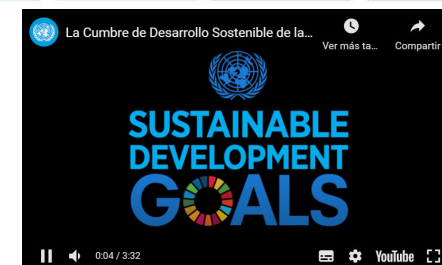 La Cumbre de Desarrollo Sostenible de la...
Ver más ta...
Compartir
SUSTAINABLE
DEVELOPMENT
GOALS
0:04 / 3:32
YouTube